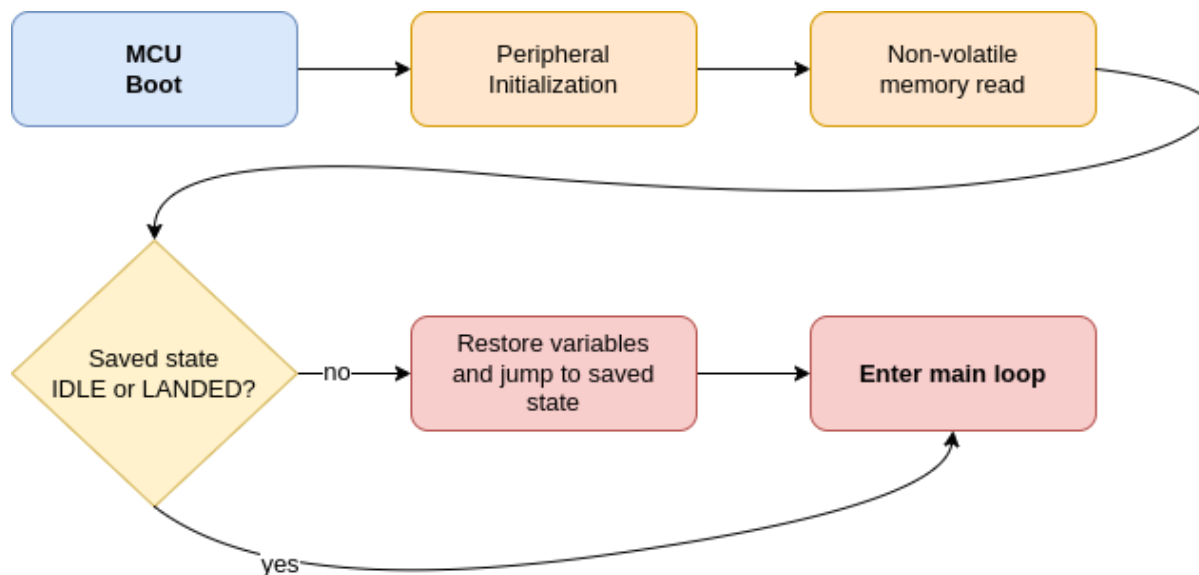 MCU
Boot
Peripheral
Initialization
Non-volatile
memory read
Saved state
IDLE or LANDED?
no
Restore variables
and jump to saved
state
Enter main loop
yes